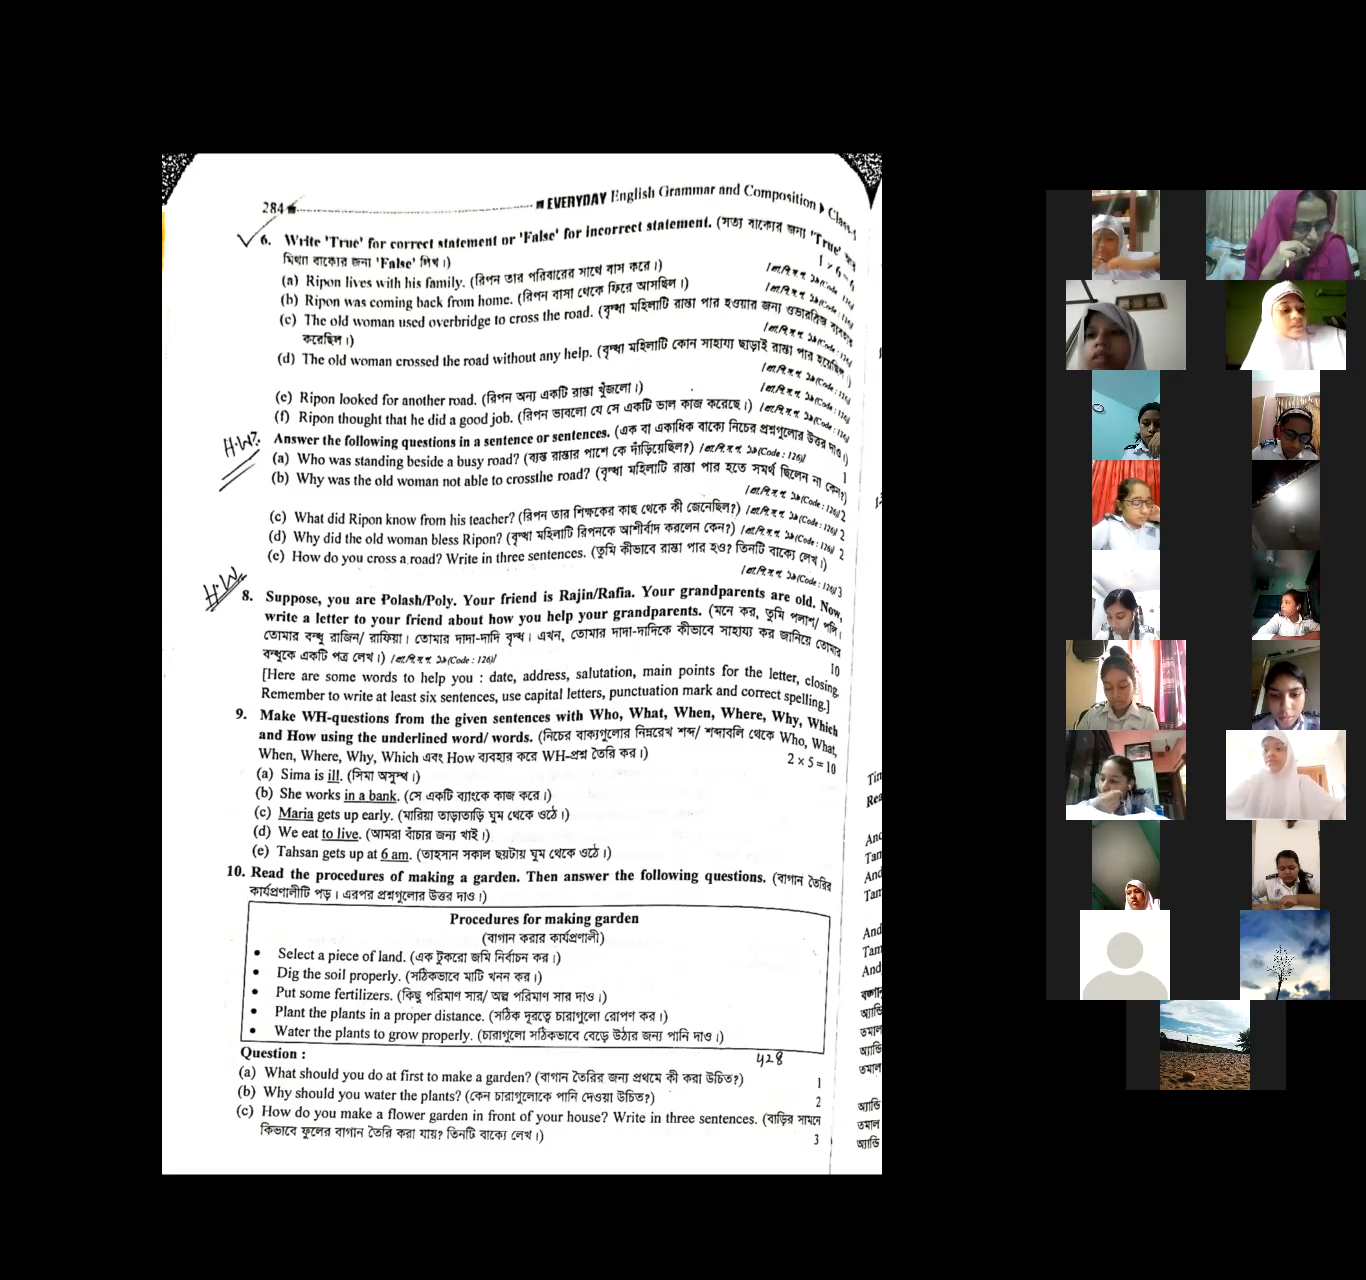 284
EVERYDAY English Grammar and Composition Class-
6. Write 'True' for correct statement or 'False' for incorrect statement. (সত্য বাক্যের জন্য 'True'
মিথ্যা বাক্যের জন্য 'False' লিখ।)
(a) Ripon lives with his family. (রিপন তার পরিবারের সাথে বাস করে।)
(b) Ripon was coming back from home. (রিপন বাসা থেকে ফিরে আসছিল।)
(c) The old woman used overbridge to cross the road. (বৃদ্ধা মহিলাটি রাস্তা পার হওয়ার জন্য ওভারব্রিজ ব্যবহার
করেছিল।)
(d) The old woman crossed the road without any help. (বৃদ্ধা মহিলাটি কোন সাহায্য ছাড়াই রাস্তা পার হয়েছিল।)
(e) Ripon looked for another road. (রিপন অন্য একটি রাস্তা খুঁজলো।)
(f) Ripon thought that he did a good job. (রিপন ভাবলো যে সে একটি ভাল কাজ করেছে।)
H.W
7. Answer the following questions in a sentence or sentences. (এক বা একাধিক বাক্যে নিচের প্রশ্নগুলোর উত্তর দাও।)
(a) Who was standing beside a busy road? (ব্যস্ত রাস্তার পাশে কে দাঁড়িয়েছিল?) (Code : 126) 1
(b) Why was the old woman not able to crossthe road? (বৃদ্ধা মহিলাটি রাস্তা পার হতে সমর্থ ছিলেন না কেন?)
(Code : 126) 2
(c) What did Ripon know from his teacher? (রিপন তার শিক্ষকের কাছ থেকে কী জেনেছিল?) (Code : 126) 2
(d) Why did the old woman bless Ripon? (বৃদ্ধা মহিলাটি রিপনকে আশীর্বাদ করলেন কেন?) (Code : 126) 2
(e) How do you cross a road? Write in three sentences. (তুমি কীভাবে রাস্তা পার হও? তিনটি বাক্যে লেখ।)
(Code : 126) 3
H.W
8. Suppose, you are Polash/Poly. Your friend is Rajin/Rafia. Your grandparents are old. Now,
write a letter to your friend about how you help your grandparents. (মনে কর, তুমি পলাশ/ পলি।
তোমার বন্ধু রাজিন/ রাফিয়া। তোমার দাদা-দাদি বৃদ্ধ। এখন, তোমার দাদা-দাদিকে কীভাবে সাহায্য কর জানিয়ে তোমার
বন্ধুকে একটি পত্র লেখ।) (Code : 126) 10
[Here are some words to help you : date, address, salutation, main points for the letter, closing.
Remember to write at least six sentences, use capital letters, punctuation mark and correct spelling.]
9. Make WH-questions from the given sentences with Who, What, When, Where, Why, Which
and How using the underlined word/ words. (নিচের বাক্যগুলোর নিম্নরেখ শব্দ/ শব্দাবলি থেকে Who, What,
When, Where, Why, Which এবং How ব্যবহার করে WH-প্রশ্ন তৈরি কর।) 2 x 5 = 10
(a) Sima is ill. (সিমা অসুস্থ।)
(b) She works in a bank. (সে একটি ব্যাংকে কাজ করে।)
(c) Maria gets up early. (মারিয়া তাড়াতাড়ি ঘুম থেকে ওঠে।)
(d) We eat to live. (আমরা বাঁচার জন্য খাই।)
(e) Tahsan gets up at 6 am. (তাহসান সকাল ছয়টায় ঘুম থেকে ওঠে।)
10. Read the procedures of making a garden. Then answer the following questions. (বাগান তৈরির
কার্যপ্রণালীটি পড়। এরপর প্রশ্নগুলোর উত্তর দাও।)
Procedures for making garden
(বাগান করার কার্যপ্রণালী)
• Select a piece of land. (এক টুকরো জমি নির্বাচন কর।)
• Dig the soil properly. (সঠিকভাবে মাটি খনন কর।)
• Put some fertilizers. (কিছু পরিমাণ সার/ অল্প পরিমাণ সার দাও।)
• Plant the plants in a proper distance. (সঠিক দূরত্বে চারাগুলো রোপণ কর।)
• Water the plants to grow properly. (চারাগুলো সঠিকভাবে বেড়ে উঠার জন্য পানি দাও।)
Question :
(a) What should you do at first to make a garden? (বাগান তৈরির জন্য প্রথমে কী করা উচিত?) 1
(b) Why should you water the plants? (কেন চারাগুলোকে পানি দেওয়া উচিত?) 2
(c) How do you make a flower garden in front of your house? Write in three sentences. (বাড়ির সামনে
কিভাবে ফুলের বাগান তৈরি করা যায়? তিনটি বাক্যে লেখ।) 3